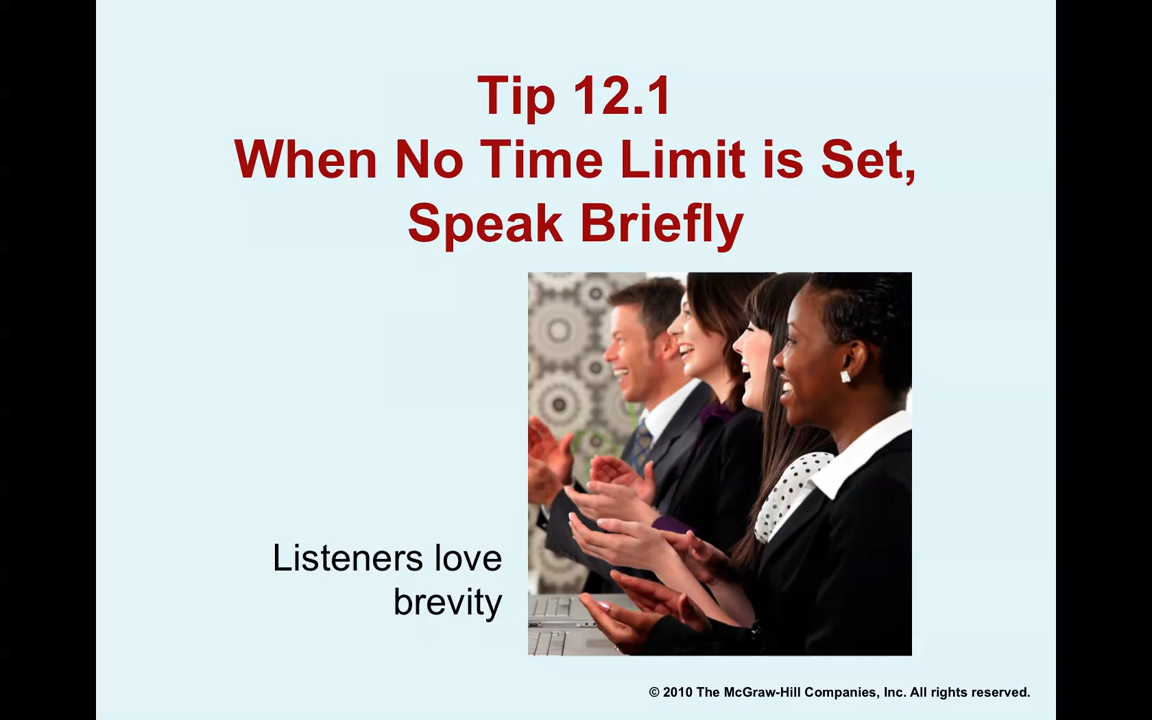 Tip 12.1
When No Time Limit is Set,
Speak Briefly
Listeners love
brevity
© 2010 The McGraw-Hill Companies, Inc. All rights reserved.